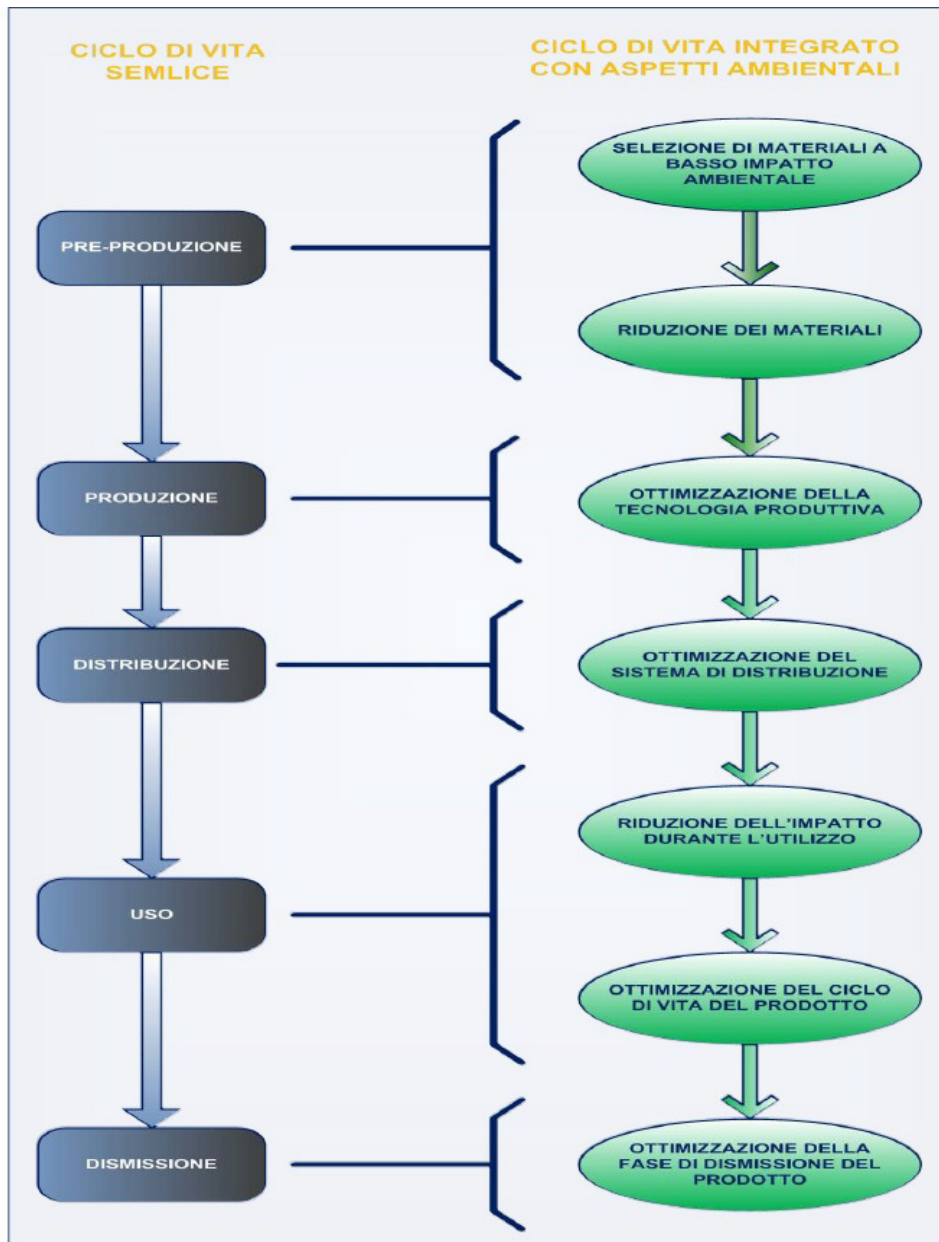 CICLO DI VITA
SEMLICE
CICLO DI VITA INTEGRATO
CON ASPETTI AMBIENTALI
SELEZIONE DI MATERIALI A
BASSO IMPATTO
AMBIENTALE
PRE-PRODUZIONE
RIDUZIONE DEI MATERIALI
PRODUZIONE
OTTIMIZZAZIONE DELLA
TECNOLOGIA PRODUTTIVA
DISTRIBUZIONE
OTTIMIZZAZIONE DEL
SISTEMA DI DISTRIBUZIONE
RIDUZIONE DELL'IMPATTO
DURANTE L'UTILIZZO
USO
OTTIMIZZAZIONE DEL CICLO
DI VITA DEL PRODOTTO
DISMISSIONE
OTTIMIZZAZIONE DELLA
FASE DI DISMISSIONE DEL
PRODOTTO